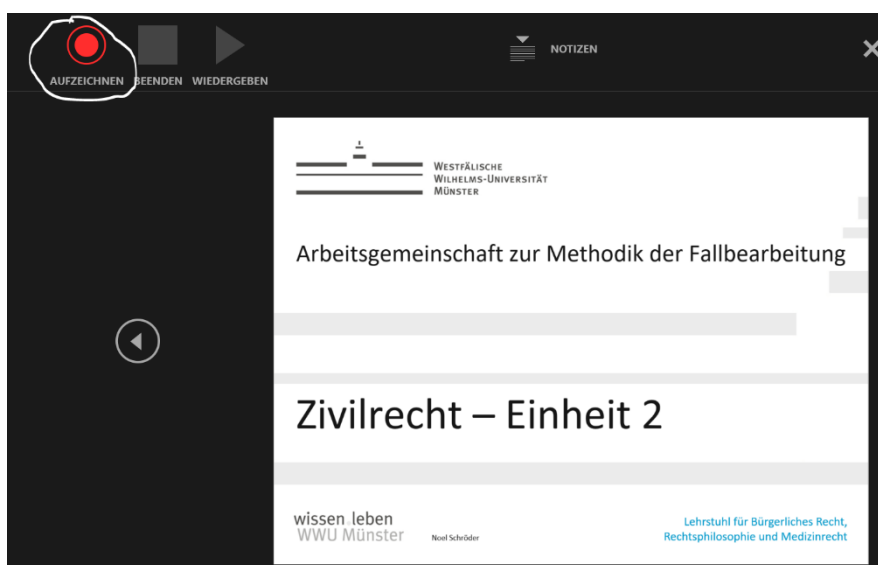 AUFZEICHNEN BEENDEN WIEDERGEBEN
NOTIZEN
WESTFÄLISCHE
WILHELMS-UNIVERSITÄT
MÜNSTER
Arbeitsgemeinschaft zur Methodik der Fallbearbeitung
Zivilrecht – Einheit 2
wissen.leben
WWU Münster
Noel Schröder
Lehrstuhl für Bürgerliches Recht,
Rechtsphilosophie und Medizinrecht